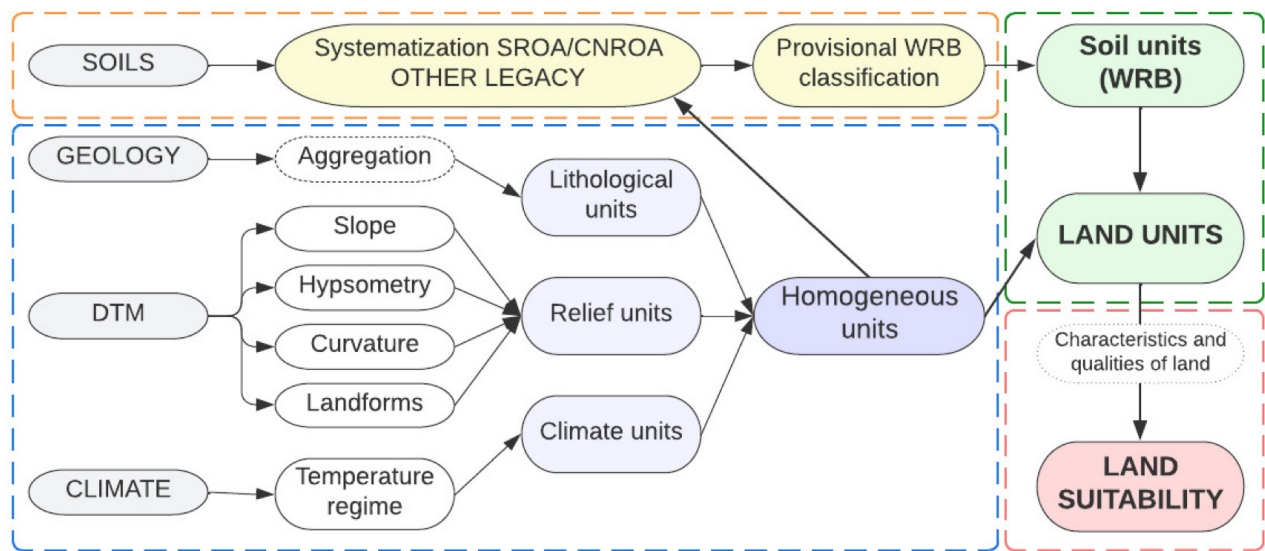 SOILS
Systematization SROA/CNROA
OTHER LEGACY
Provisional WRB
classification
Soil units
(WRB)
GEOLOGY
Aggregation
Lithological
units
LAND UNITS
DTM
Slope
Hypsometry
Curvature
Landforms
Relief units
Homogeneous
units
Characteristics and
qualities of land
CLIMATE
Temperature
regime
Climate units
LAND
SUITABILITY